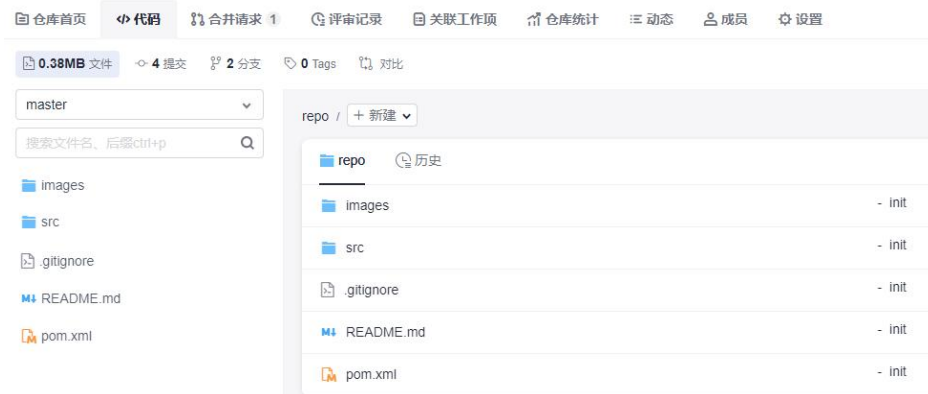 仓库首页 </> 代码 合并请求 1 评审记录 关联工作项 仓库统计 动态 成员 设置
0.38MB 文件 4 提交 2 分支 0 Tags 对比
master
repo / + 新建
搜索文件名、后缀ctrl+p
repo 历史
images
src
.gitignore
README.md
pom.xml
images - init
src - init
.gitignore - init
README.md - init
pom.xml - init